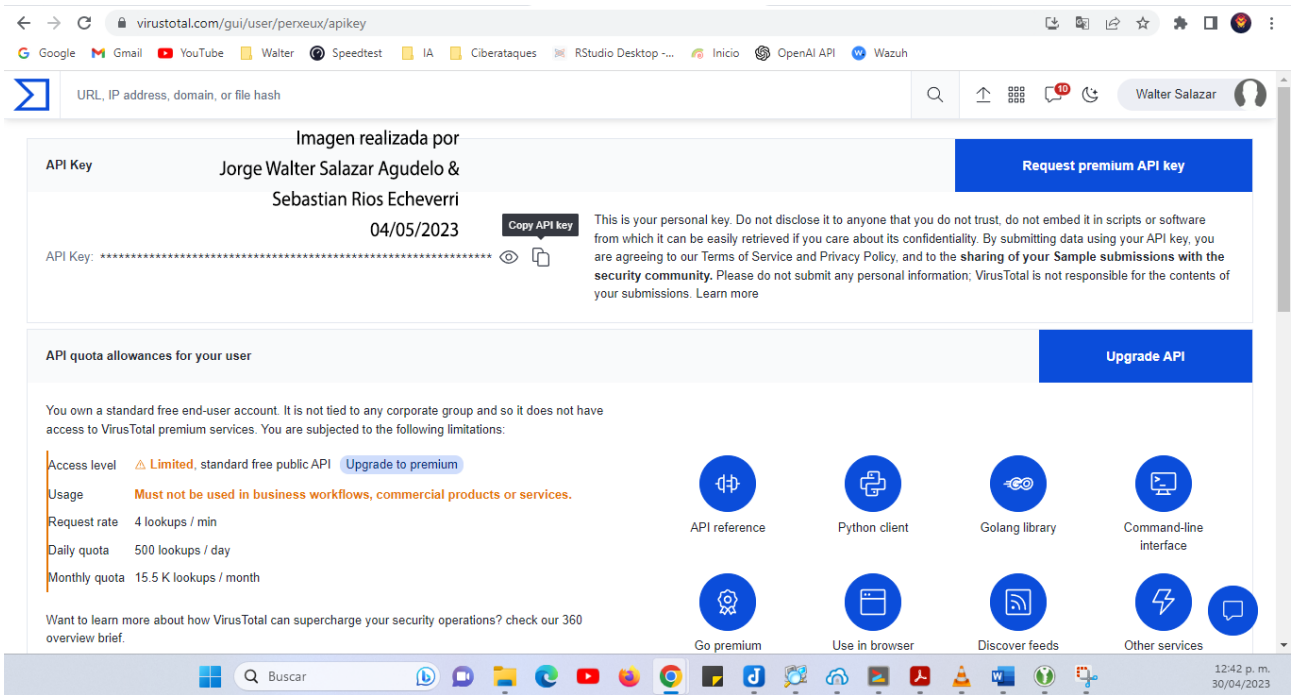 virustotal.com/gui/user/perxeux/apikey
Google Gmail YouTube Walter Speedtest IA Ciberataques RStudio Desktop -... Inicio OpenAI API Wazuh
URL, IP address, domain, or file hash
10
Walter Salazar
Imagen realizada por
Jorge Walter Salazar Agudelo &
Sebastian Rios Echeverri
04/05/2023
API Key
Request premium API key
Copy API key
API Key: ****************************************************************
This is your personal key. Do not disclose it to anyone that you do not trust, do not embed it in scripts or software
from which it can be easily retrieved if you care about its confidentiality. By submitting data using your API key, you
are agreeing to our Terms of Service and Privacy Policy, and to the sharing of your Sample submissions with the
security community. Please do not submit any personal information; VirusTotal is not responsible for the contents of
your submissions. Learn more
API quota allowances for your user
Upgrade API
You own a standard free end-user account. It is not tied to any corporate group and so it does not have
access to VirusTotal premium services. You are subjected to the following limitations:
Access level Limited, standard free public API Upgrade to premium
Usage Must not be used in business workflows, commercial products or services.
Request rate 4 lookups / min
Daily quota 500 lookups / day
Monthly quota 15.5 K lookups / month
Want to learn more about how VirusTotal can supercharge your security operations? check our 360
overview brief.
GO
API reference Python client Golang library Command-line
interface
Go premium Use in browser Discover feeds Other services
Buscar
12:42 p. m.
30/04/2023